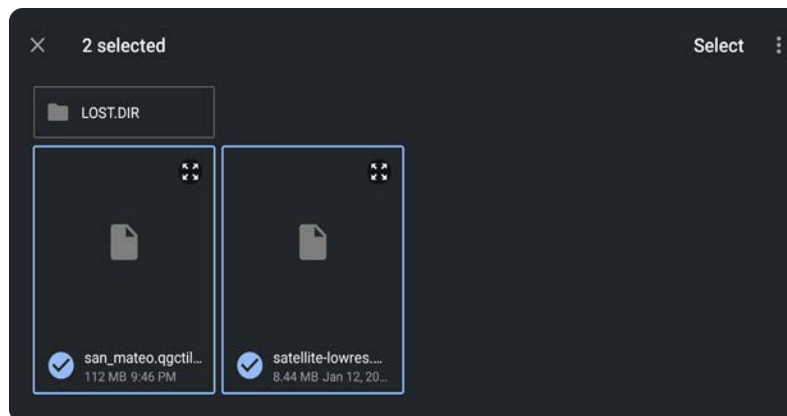 2 selected
Select
LOST.DIR
san_mateo.qgctil...
112 MB 9:46 PM
satellite-lowres....
8.44 MB Jan 12, 20...